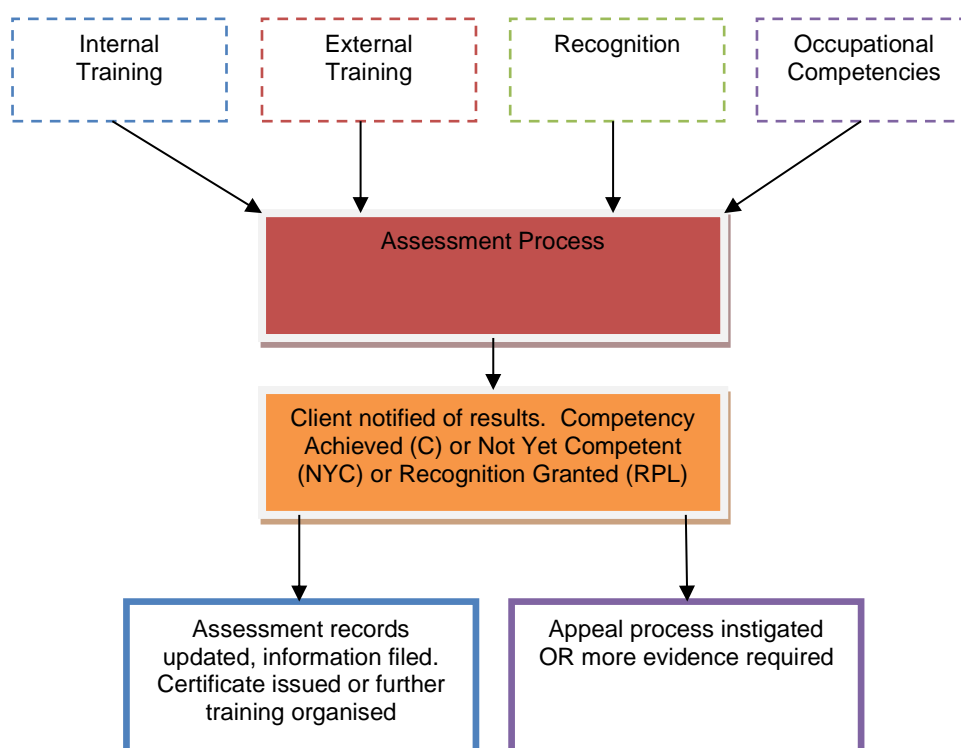 Internal
Training
External
Training
Recognition
Occupational
Competencies
Assessment Process
Client notified of results.  Competency
Achieved (C) or Not Yet Competent
(NYC) or Recognition Granted (RPL)
Assessment records
updated, information filed.
Certificate issued or further
training organised
Appeal process instigated
OR more evidence required